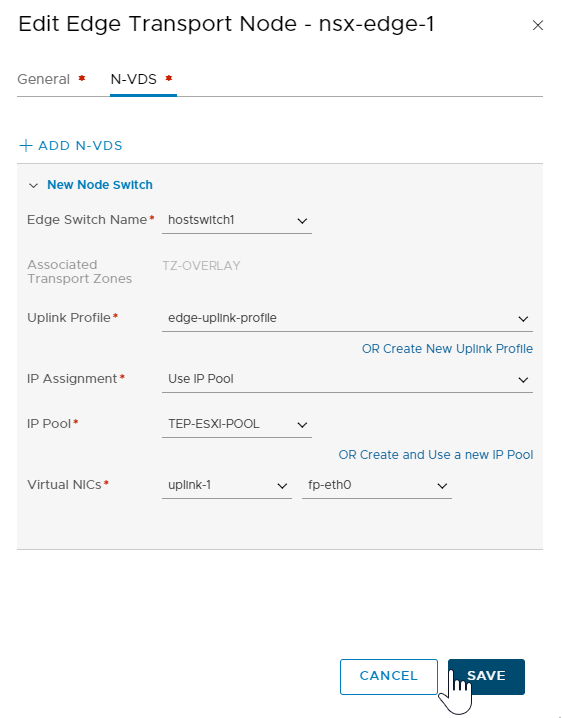 Edit Edge Transport Node - nsx-edge-1
General *
N-VDS *
+ ADD N-VDS
New Node Switch
Edge Switch Name* hostswitch1
Associated
Transport Zones
TZ-OVERLAY
Uplink Profile* edge-uplink-profile
OR Create New Uplink Profile
IP Assignment* Use IP Pool
IP Pool* TEP-ESXI-POOL
OR Create and Use a new IP Pool
Virtual NICs* uplink-1 fp-eth0
CANCEL
SAVE